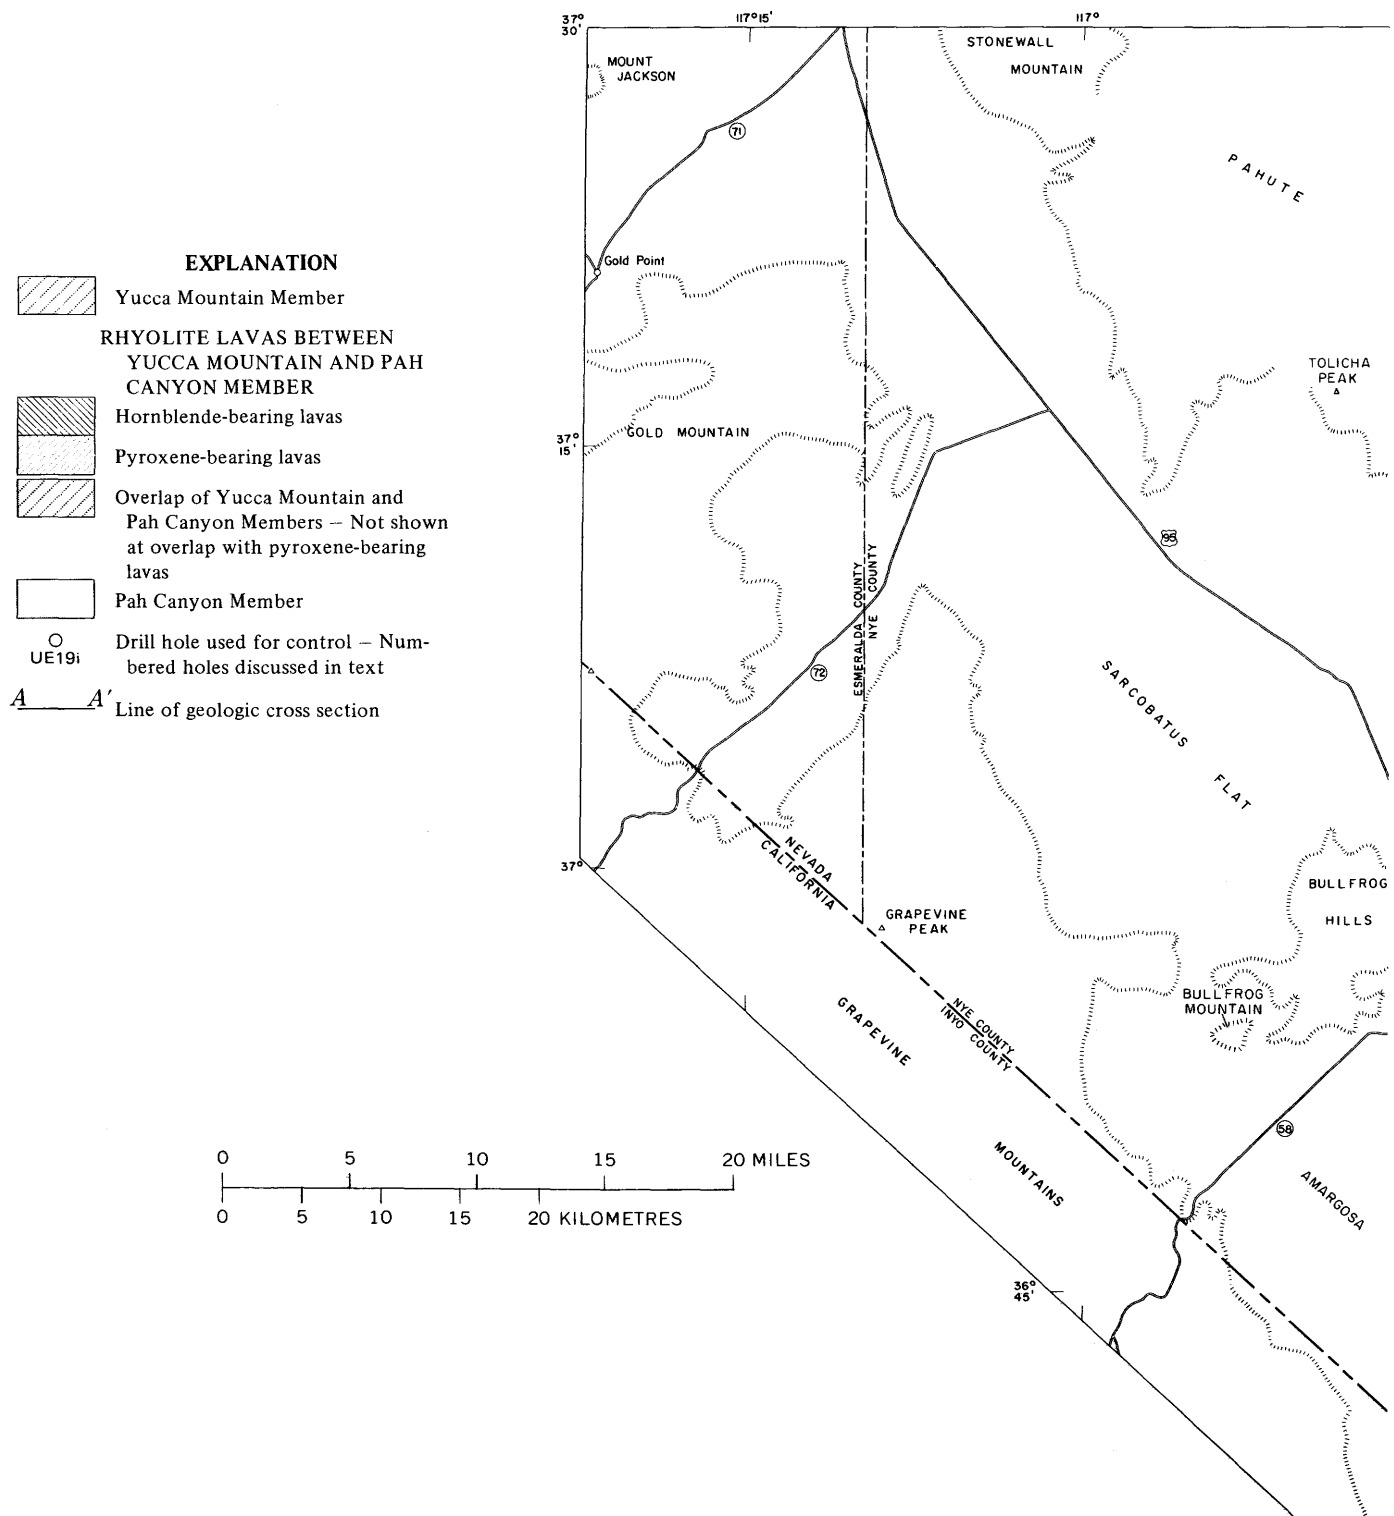 EXPLANATION
Yucca Mountain Member
RHYOLITE LAVAS BETWEEN
YUCCA MOUNTAIN AND PAH
CANYON MEMBER
Hornblende-bearing lavas
Pyroxene-bearing lavas
Overlap of Yucca Mountain and
Pah Canyon Members — Not shown
at overlap with pyroxene-bearing
lavas
Pah Canyon Member
UE19i
Drill hole used for control — Num-
bered holes discussed in text
A A'
Line of geologic cross section
0 5 10 15 20 MILES
0 5 10 15 20 KILOMETRES
37°
30'
117°15'
117°
MOUNT
JACKSON
STONEWALL
MOUNTAIN
71
PAHUTE
Gold Point
TOLICHA
PEAK
37°
15'
GOLD MOUNTAIN
95
ESMERALDA COUNTY
NYE COUNTY
72
SARCOBATUS
FLAT
37°
NEVADA
CALIFORNIA
BULLFROG
HILLS
GRAPEVINE
PEAK
BULLFROG
MOUNTAIN
NYE COUNTY
INYO COUNTY
GRAPEVINE
MOUNTAINS
58
AMARGOSA
36°
45'